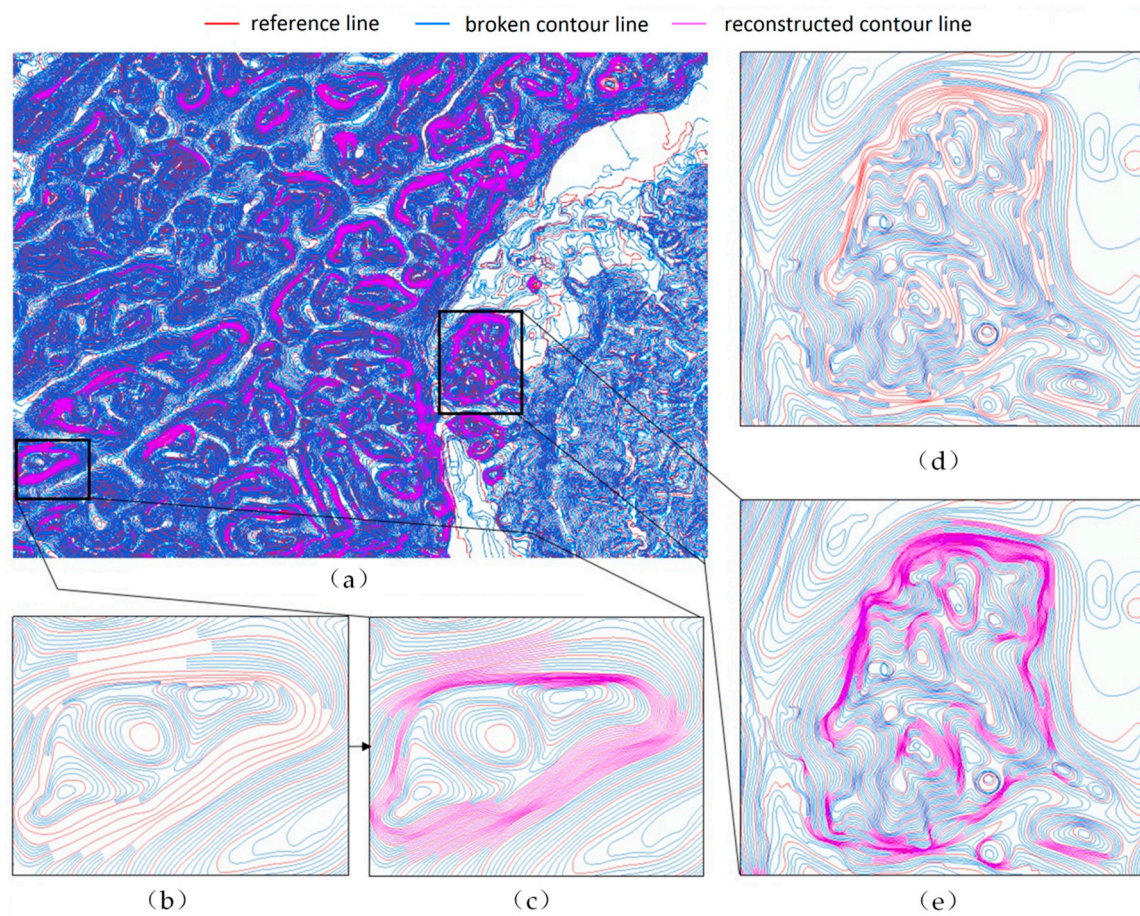 reference line broken contour line reconstructed contour line
(a)
(d)
(b) (c) (e)